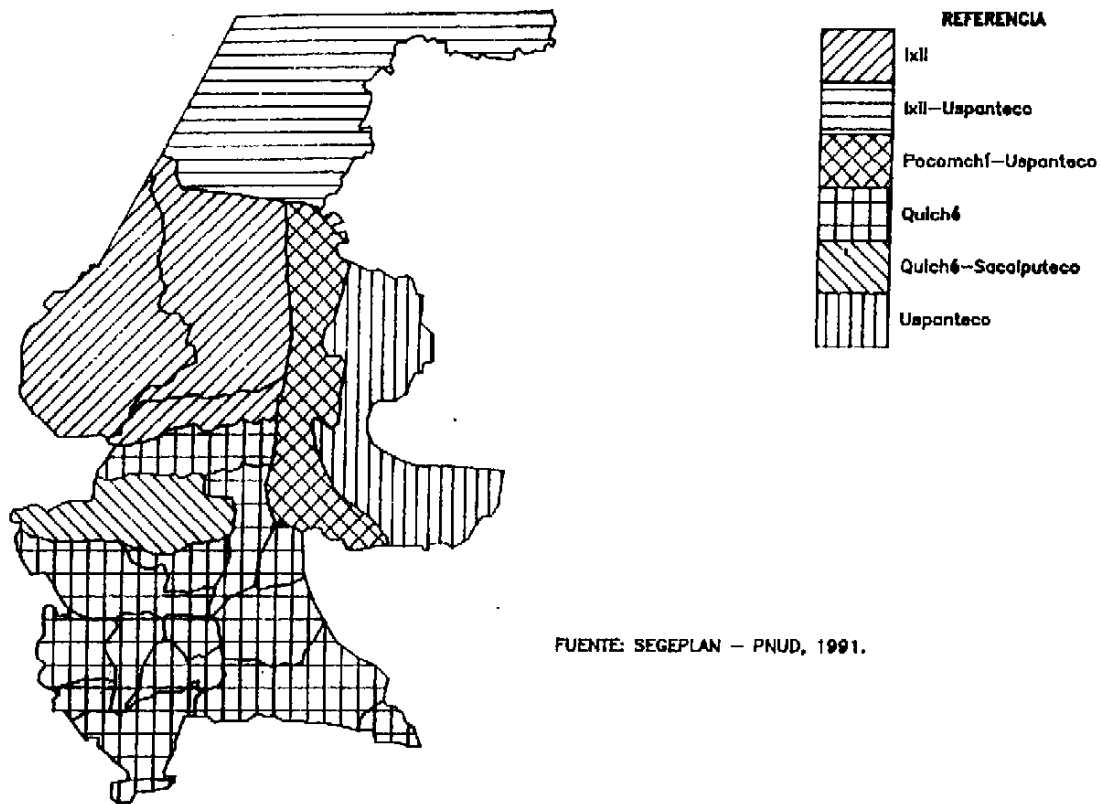 REFERENCIA
Ixil
Ixil-Uspanteco
Pocomchí-Uspanteco
Quiché
Quiché-Sacalputeco
Uspanteco
FUENTE: SEGEPLAN - PNUD, 1991.